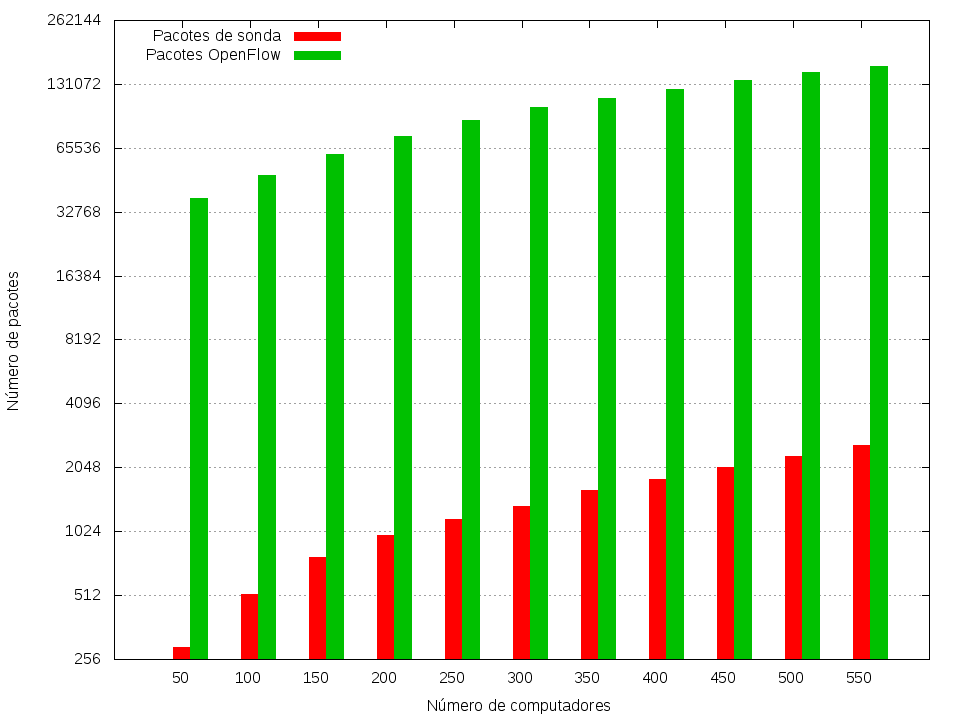 262144
131072
65536
32768
16384
8192
4096
2048
1024
512
256
Pacotes de sonda
Pacotes OpenFlow
Número de pacotes
50 100 150 200 250 300 350 400 450 500 550
Número de computadores